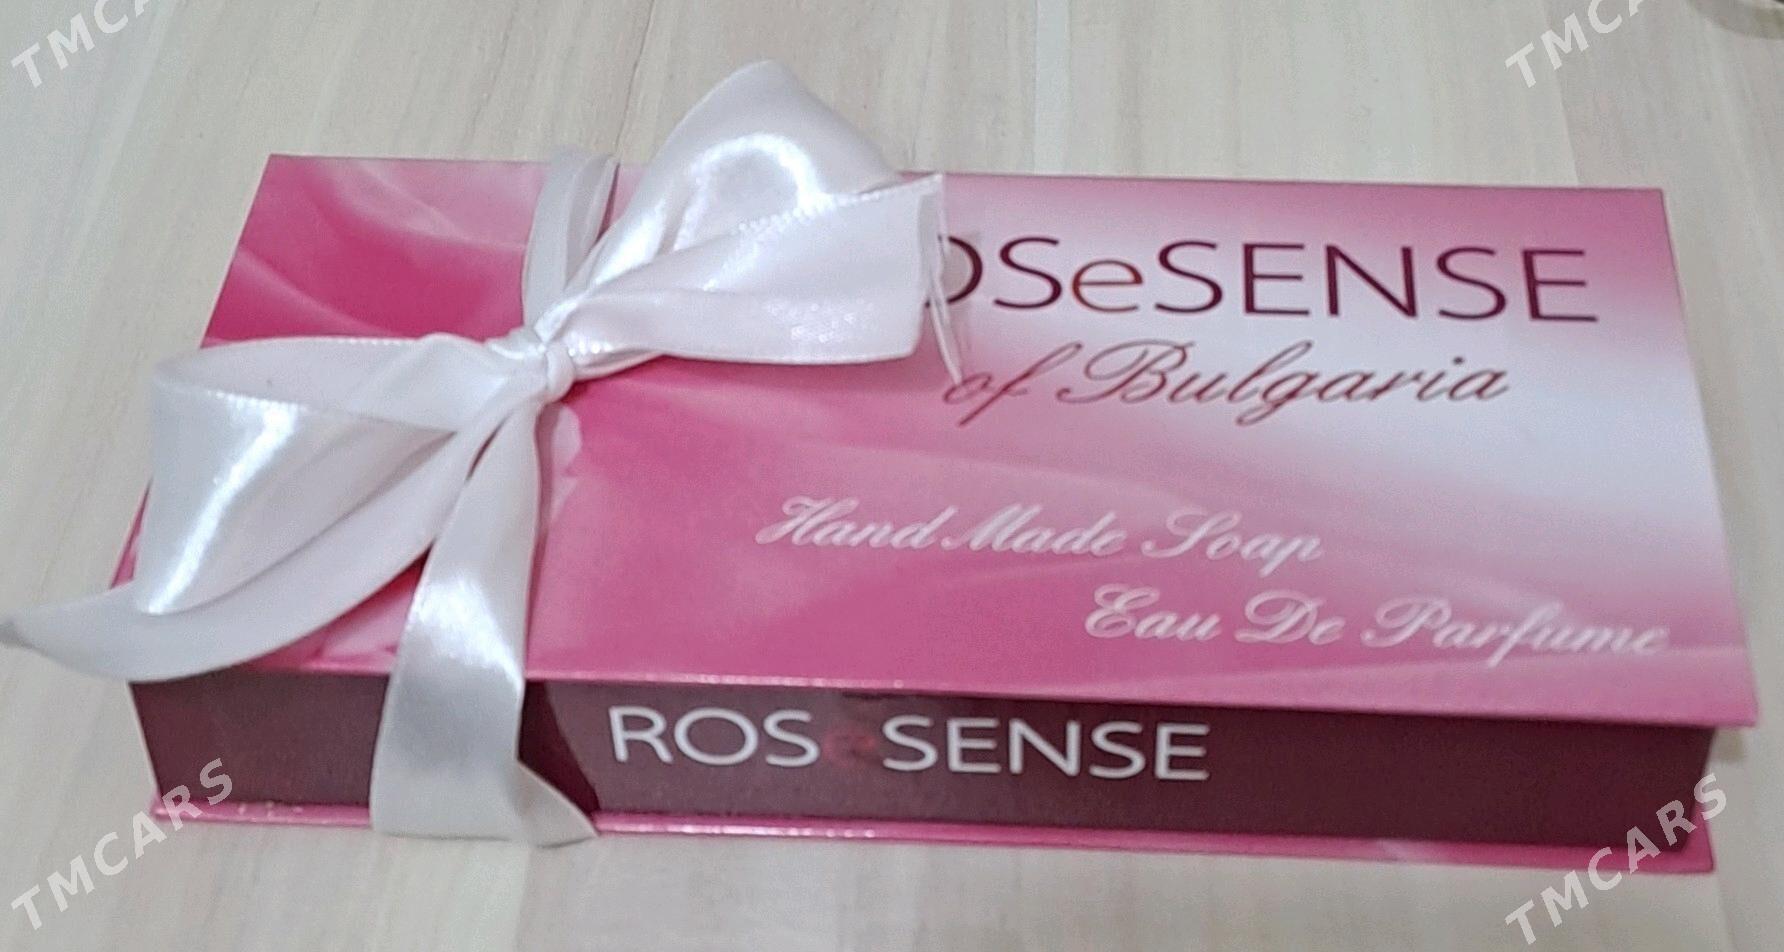 TMCARS
TMCARS
OSeSENSE
of Bulgaria
Hand Made Soap
Eau De Parfume
ROSeSENSE
TMCARS
TMCARS